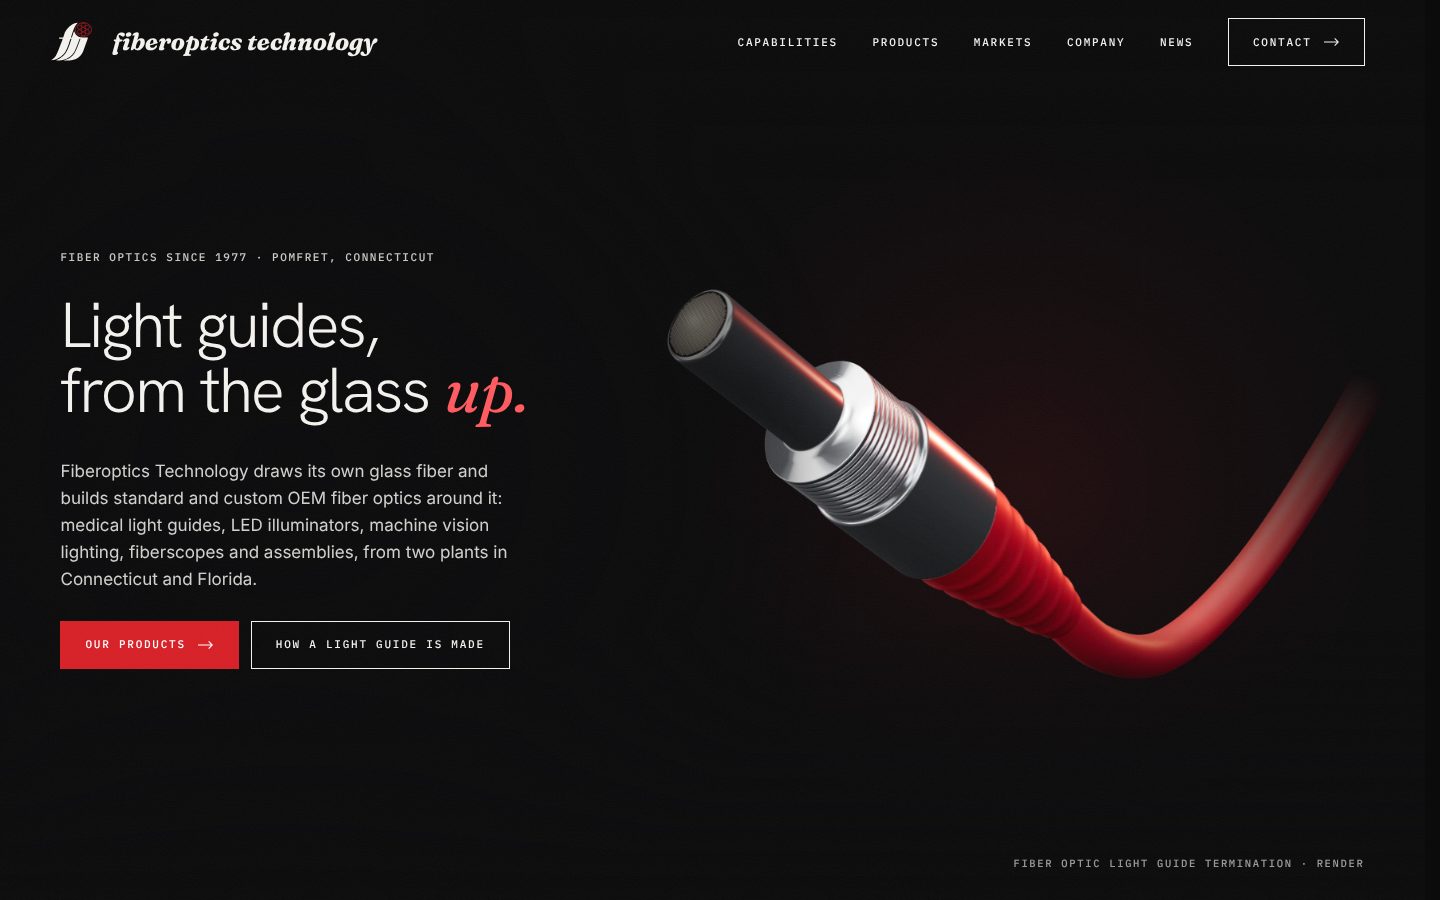 fiberoptics technology
CAPABILITIES PRODUCTS MARKETS COMPANY NEWS CONTACT →
FIBER OPTICS SINCE 1977 · POMFRET, CONNECTICUT
Light guides,
from the glass up.
Fiberoptics Technology draws its own glass fiber and
builds standard and custom OEM fiber optics around it:
medical light guides, LED illuminators, machine vision
lighting, fiberscopes and assemblies, from two plants in
Connecticut and Florida.
OUR PRODUCTS → HOW A LIGHT GUIDE IS MADE
FIBER OPTIC LIGHT GUIDE TERMINATION · RENDER